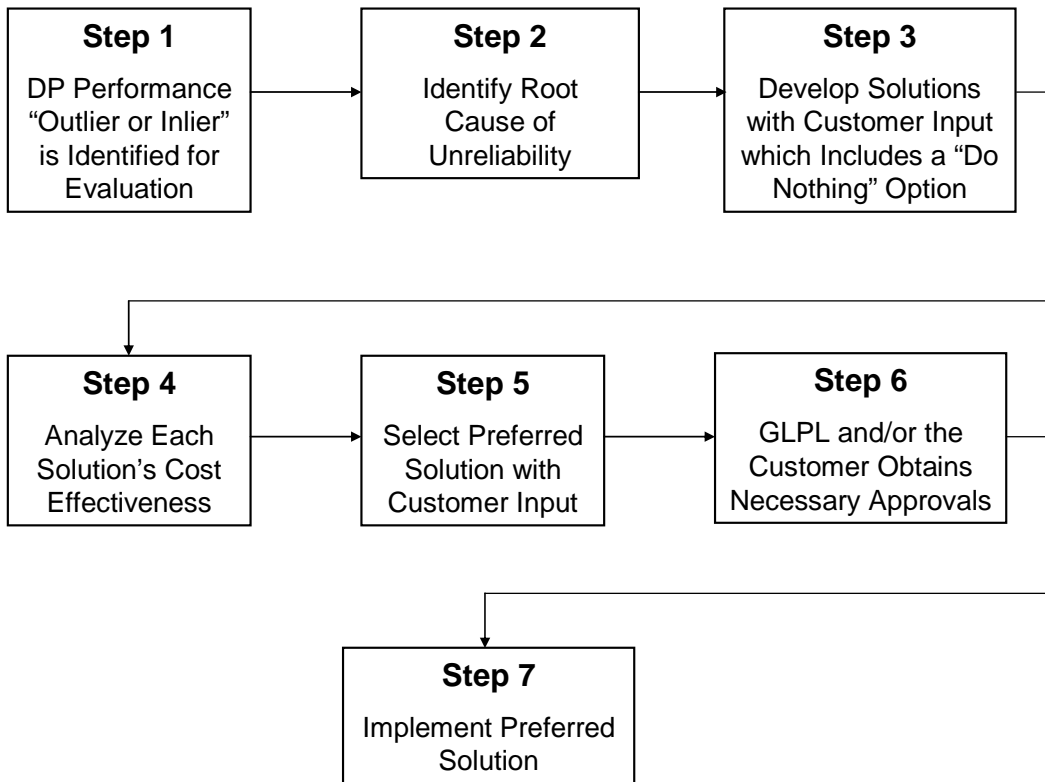 Step 1
DP Performance
“Outlier or Inlier”
is Identified for
Evaluation
Step 2
Identify Root
Cause of
Unreliability
Step 3
Develop Solutions
with Customer Input
which Includes a “Do
Nothing” Option
Step 4
Analyze Each
Solution’s Cost
Effectiveness
Step 5
Select Preferred
Solution with
Customer Input
Step 6
GLPL and/or the
Customer Obtains
Necessary Approvals
Step 7
Implement Preferred
Solution